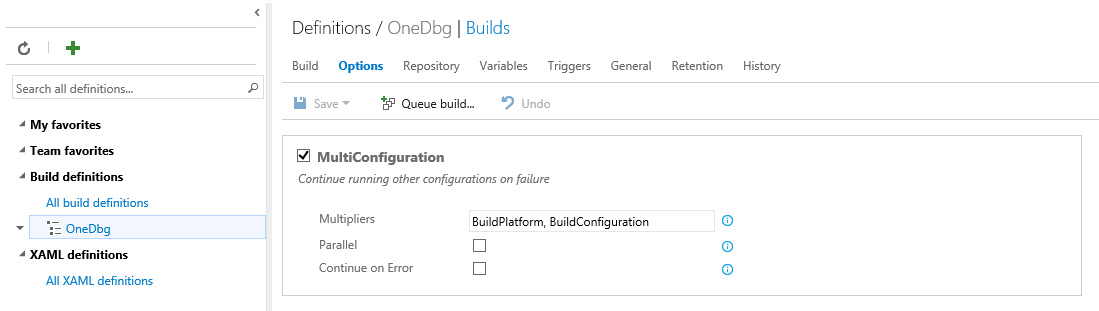 Search all definitions...
My favorites
Team favorites
Build definitions
All build definitions
OneDbg
XAML definitions
All XAML definitions
Definitions / OneDbg | Builds
Build Options Repository Variables Triggers General Retention History
Save Queue build... Undo
MultiConfiguration
Continue running other configurations on failure
Multipliers BuildPlatform, BuildConfiguration
Parallel
Continue on Error